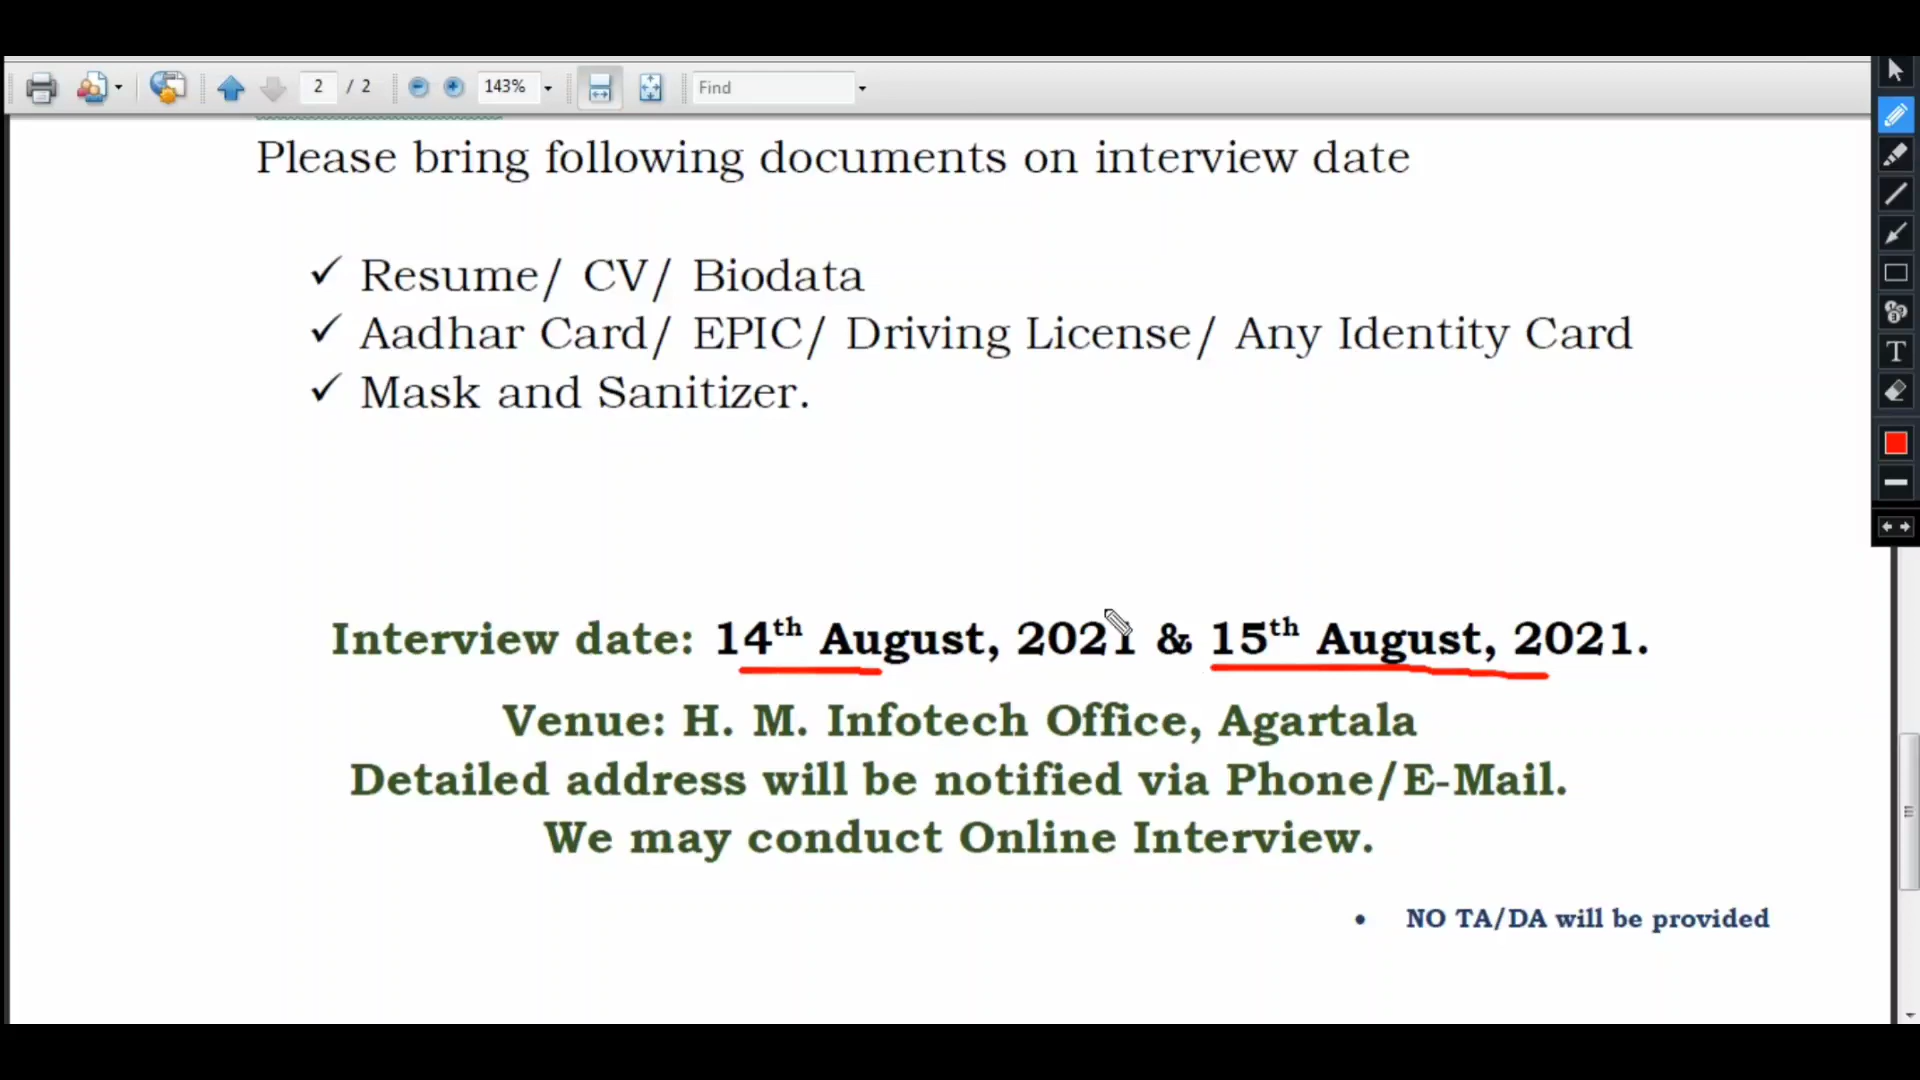 2 / 2 143% Find
Please bring following documents on interview date
✓ Resume/ CV/ Biodata
✓ Aadhar Card/ EPIC/ Driving License/ Any Identity Card
✓ Mask and Sanitizer.
Interview date: 14th August, 2021 & 15th August, 2021.
Venue: H. M. Infotech Office, Agartala
Detailed address will be notified via Phone/E-Mail.
We may conduct Online Interview.
• NO TA/DA will be provided